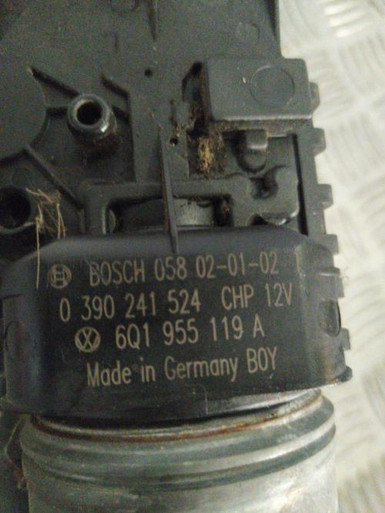 BOSCH 058 02-01-02
0 390 241 524 CHP 12V
6Q1 955 119 A
Made in Germany BOY